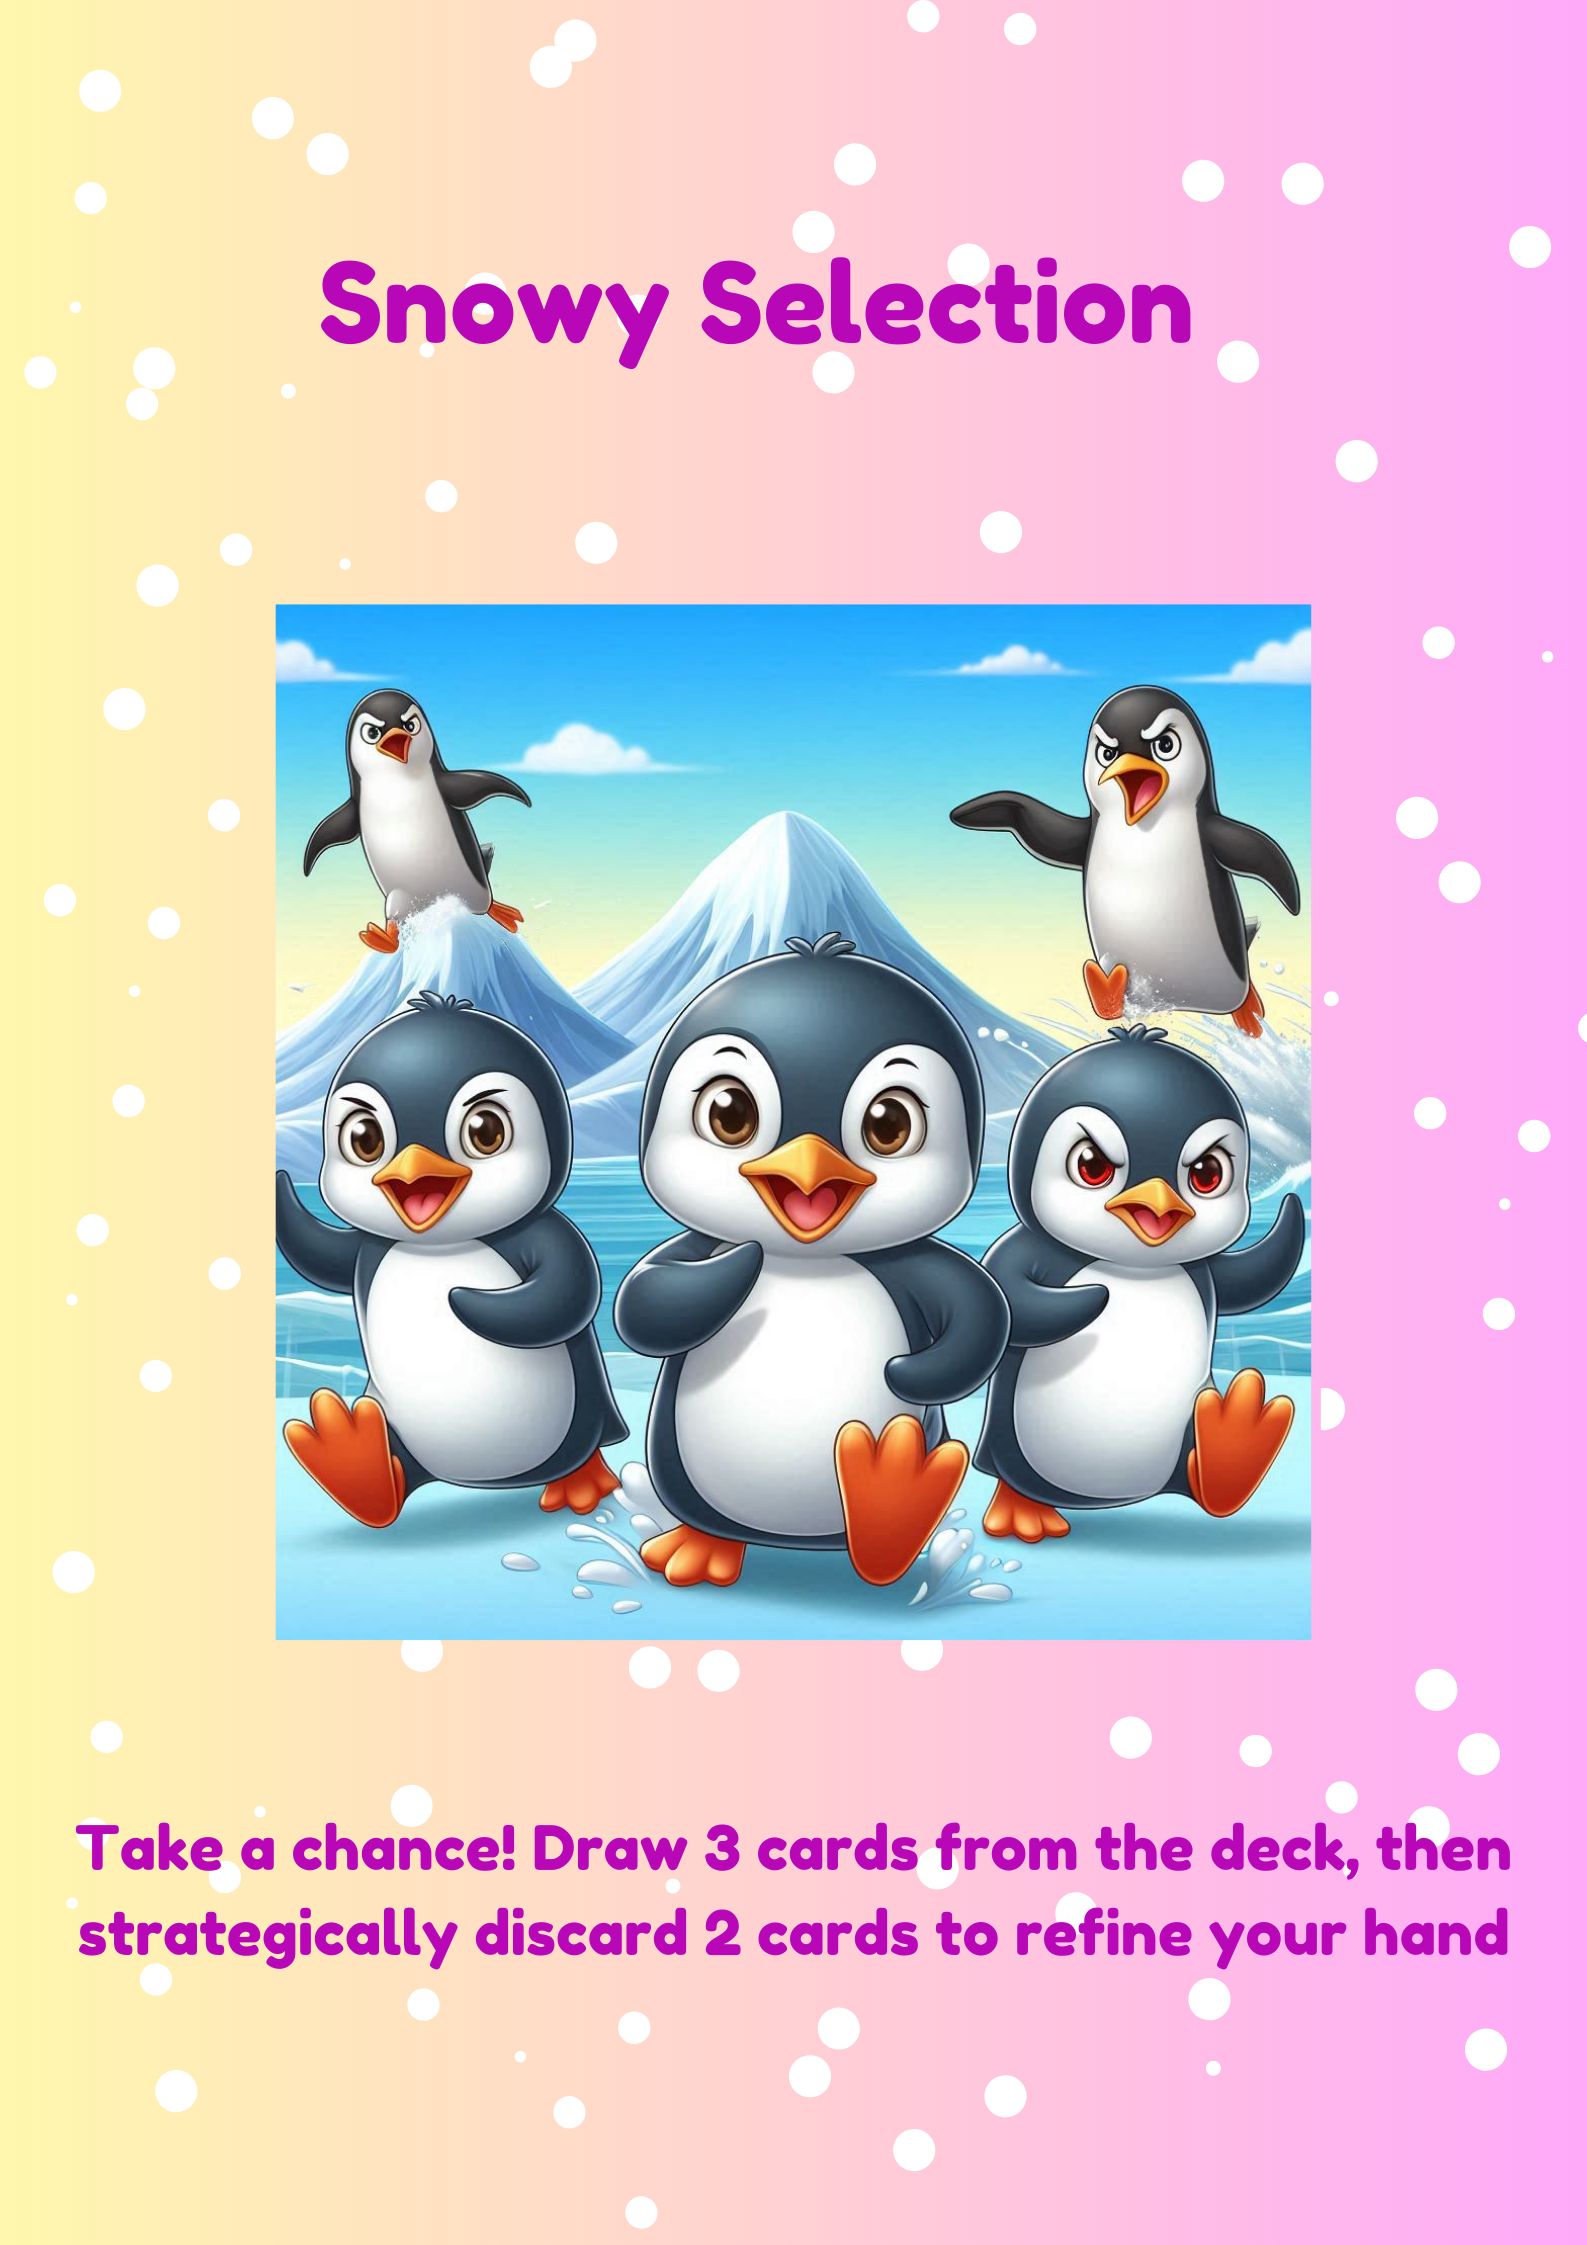 Snowy Selection
Take a chance! Draw 3 cards from the deck, then
strategically discard 2 cards to refine your hand